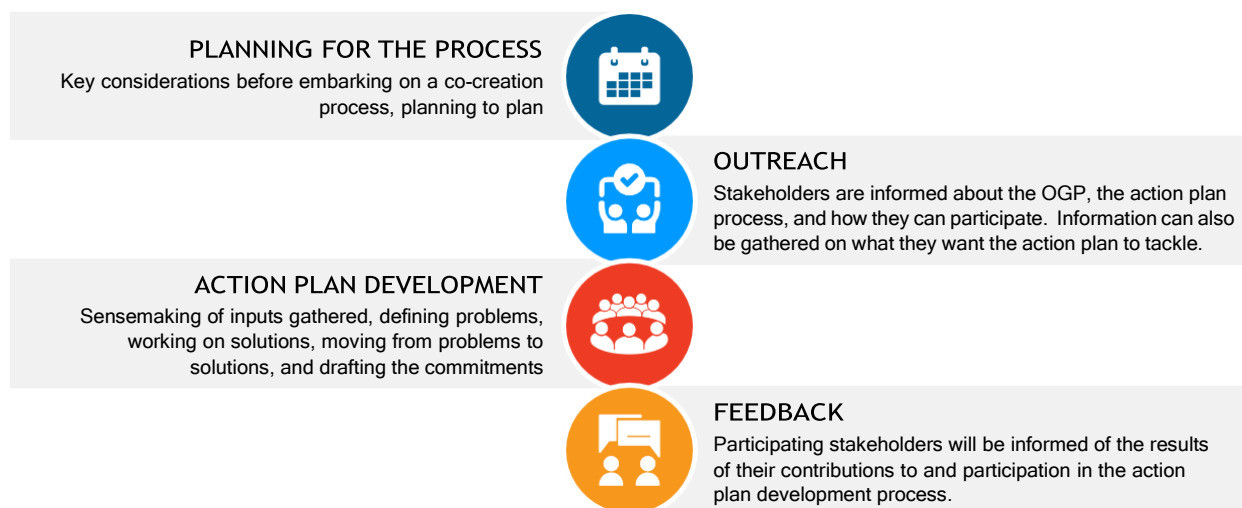 PLANNING FOR THE PROCESS
Key considerations before embarking on a co-creation
process, planning to plan
OUTREACH
Stakeholders are informed about the OGP, the action plan
process, and how they can participate.  Information can also
be gathered on what they want the action plan to tackle.
ACTION PLAN DEVELOPMENT
Sensemaking of inputs gathered, defining problems,
working on solutions, moving from problems to
solutions, and drafting the commitments
FEEDBACK
Participating stakeholders will be informed of the results
of their contributions to and participation in the action
plan development process.